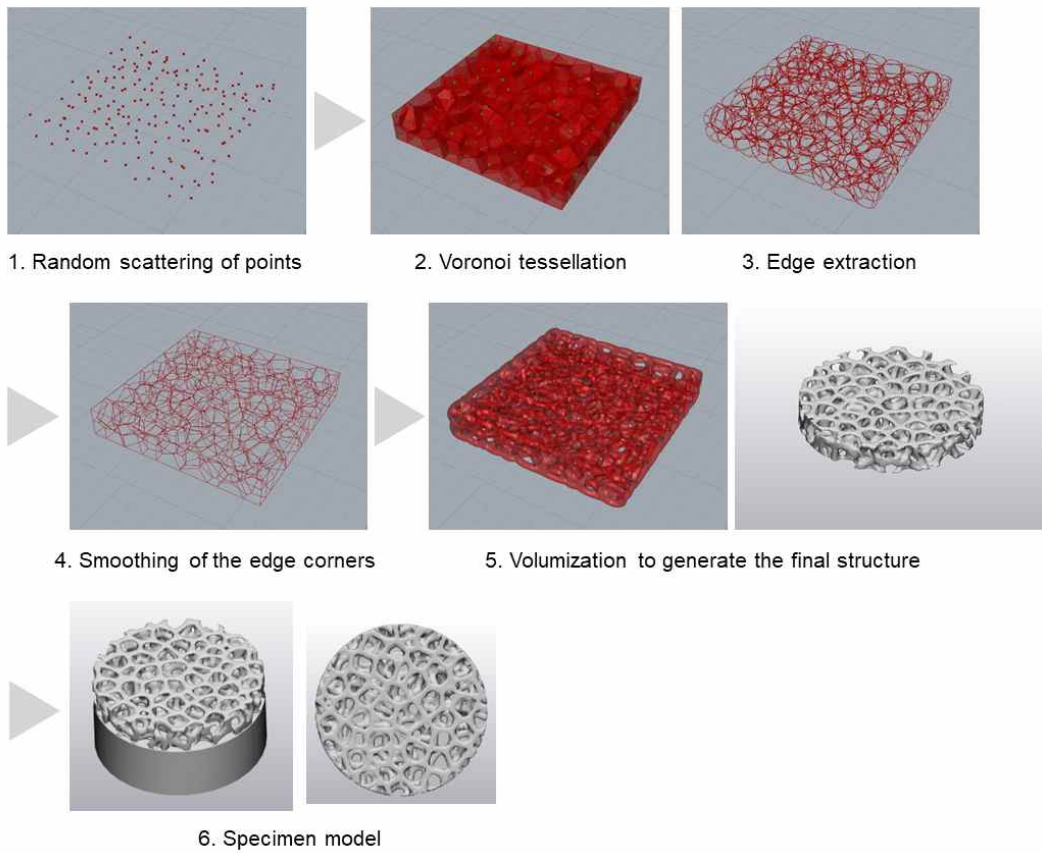 1. Random scattering of points
2. Voronoi tessellation
3. Edge extraction
4. Smoothing of the edge corners
5. Volumization to generate the final structure
6. Specimen model